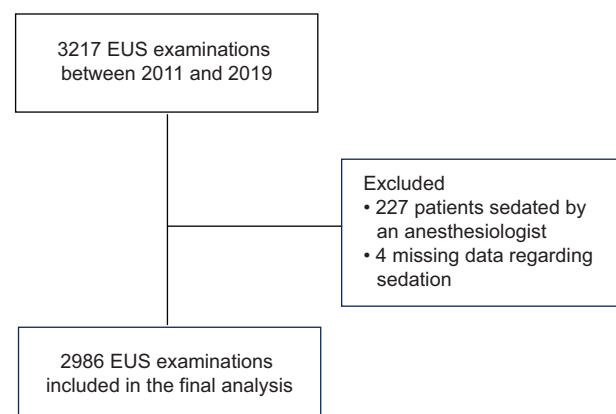 3217 EUS examinations
between 2011 and 2019
Excluded
• 227 patients sedated by
an anesthesiologist
• 4 missing data regarding
sedation
2986 EUS examinations
included in the final analysis